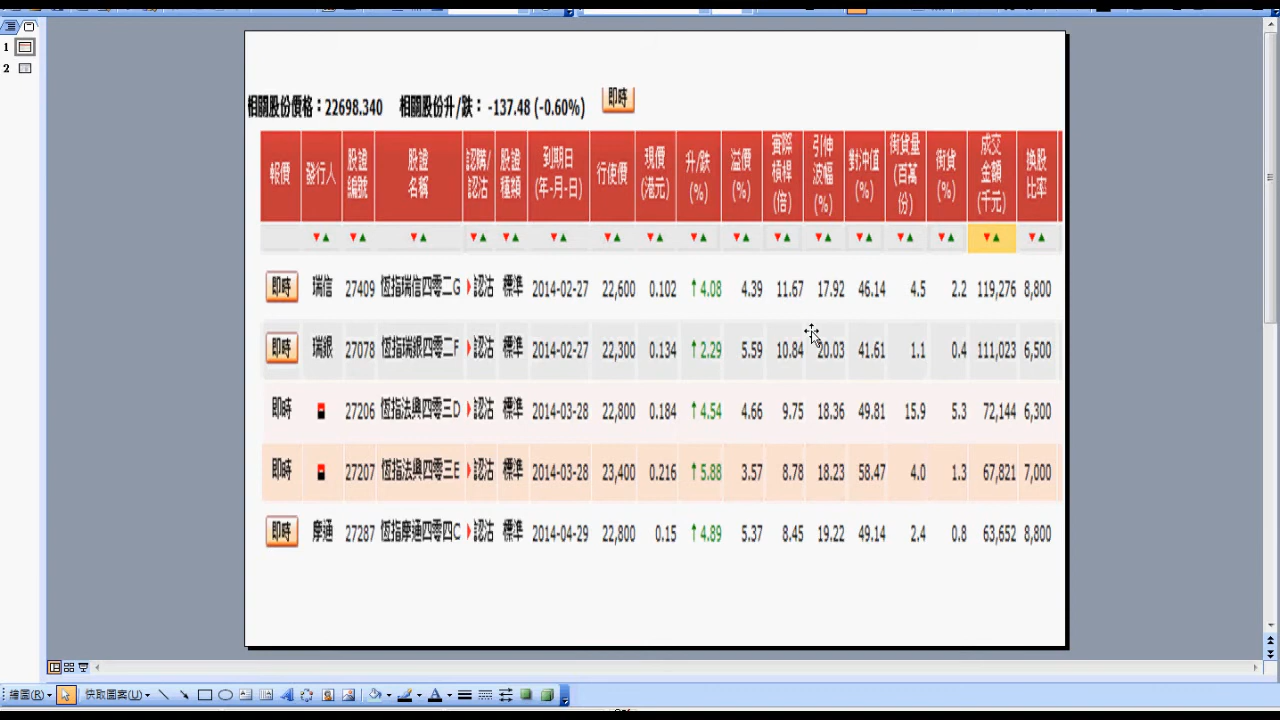 1
2
相關股份價格：22698.340 相關股份升/跌： -137.48 (-0.60%) 即時
報價 發行人 股證編號 股證名稱 認購/認沽 股證種類 到期日(年-月-日) 行使價 現價(港元) 升/跌(%) 溢價(%) 實際槓桿(倍) 引伸波幅(%) 對沖值(%) 街貨量(百萬份) 街貨(%) 成交金額(千元) 換股比率
即時 瑞信 27409 恆指瑞信四零二G 認沽 標準 2014-02-27 22,600 0.102 ↑4.08 4.39 11.67 17.92 46.14 4.5 2.2 119,276 8,800
即時 瑞銀 27078 恆指瑞銀四零二F 認沽 標準 2014-02-27 22,300 0.134 ↑2.29 5.59 10.84 20.03 41.61 1.1 0.4 111,023 6,500
即時 27206 恆指法興四零三D 認沽 標準 2014-03-28 22,800 0.184 ↑4.54 4.66 9.75 18.36 49.81 15.9 5.3 72,144 6,300
即時 27207 恆指法興四零三E 認沽 標準 2014-03-28 23,400 0.216 ↑5.88 3.57 8.78 18.23 58.47 4.0 1.3 67,821 7,000
即時 摩通 27287 恆指摩通四零四C 認沽 標準 2014-04-29 22,800 0.15 ↑4.89 5.37 8.45 19.22 49.14 2.4 0.8 63,652 8,800
繪圖(R) 快取圖案(U)